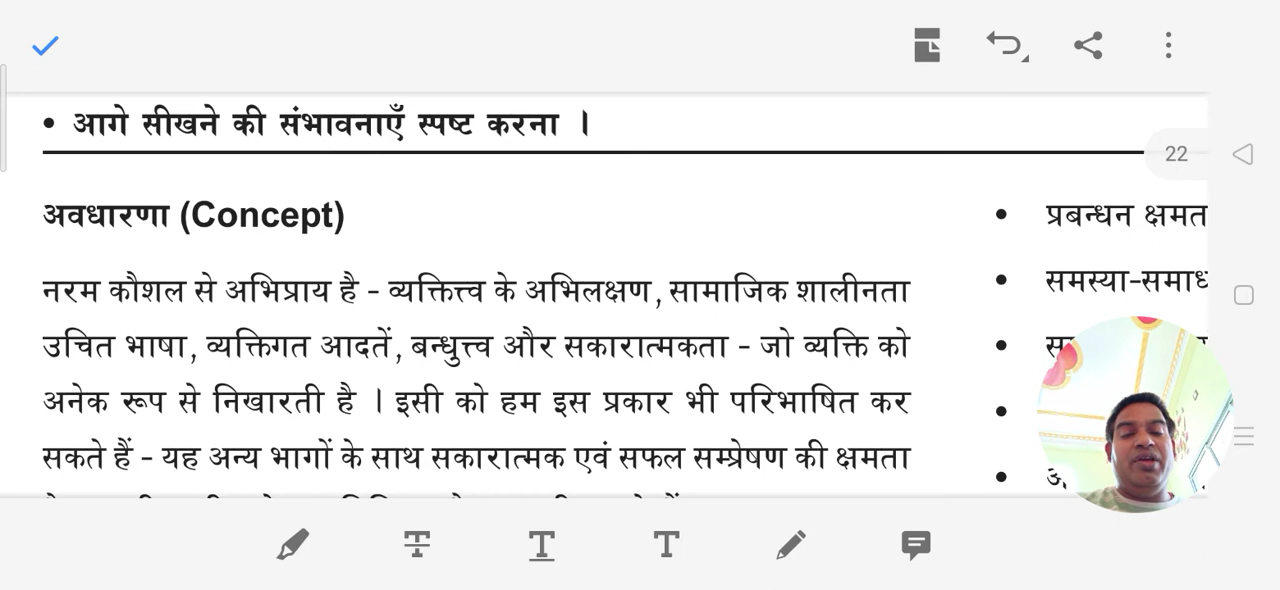 • आगे सीखने की संभावनाएँ स्पष्ट करना ।
22
अवधारणा (Concept)
नरम कौशल से अभिप्राय है - व्यक्तित्त्व के अभिलक्षण, सामाजिक शालीनता
उचित भाषा, व्यक्तिगत आदतें, बन्धुत्त्व और सकारात्मकता - जो व्यक्ति को
अनेक रूप से निखारती है । इसी को हम इस प्रकार भी परिभाषित कर
सकते हैं - यह अन्य भागों के साथ सकारात्मक एवं सफल सम्प्रेषण की क्षमता
• प्रबन्धन क्षमत
• समस्या-समाध